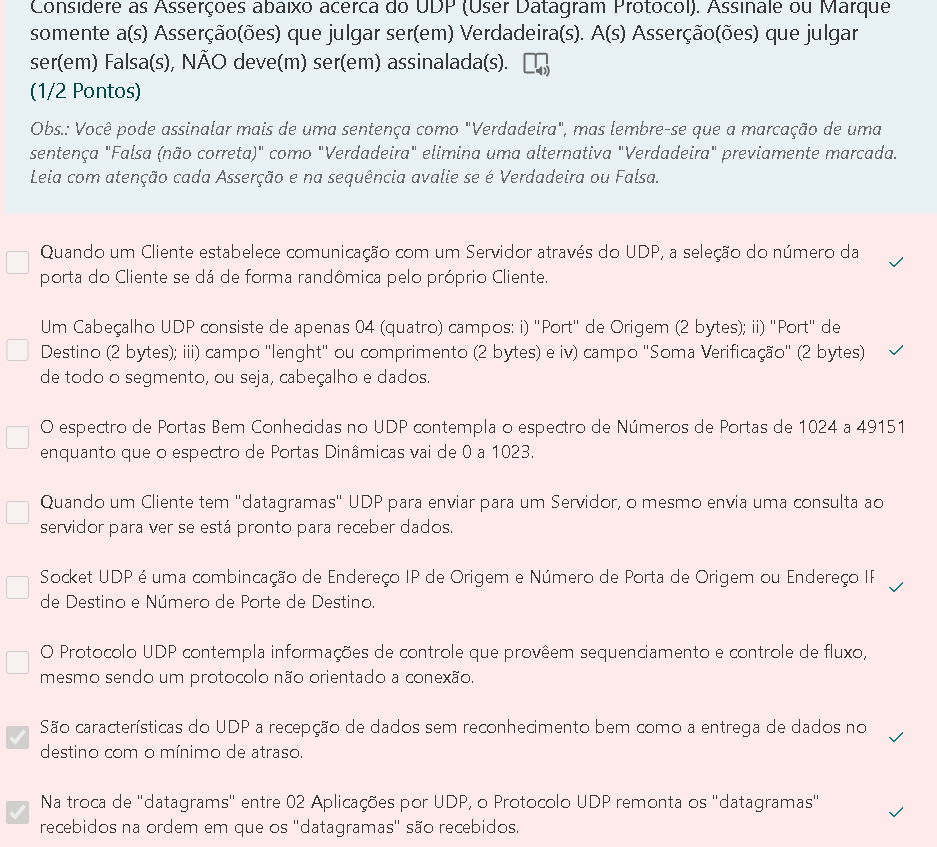 Considere as Asserções abaixo acerca do UDP (User Datagram Protocol). Assinale ou Marque
somente a(s) Asserção(ões) que julgar ser(em) Verdadeira(s). A(s) Asserção(ões) que julgar
ser(em) Falsa(s), NÃO deve(m) ser(em) assinalada(s).
(1/2 Pontos)
Obs.: Você pode assinalar mais de uma sentença como "Verdadeira", mas lembre-se que a marcação de uma
sentença "Falsa (não correta)" como "Verdadeira" elimina uma alternativa "Verdadeira" previamente marcada.
Leia com atenção cada Asserção e na sequência avalie se é Verdadeira ou Falsa.
Quando um Cliente estabelece comunicação com um Servidor através do UDP, a seleção do número da
porta do Cliente se dá de forma randômica pelo próprio Cliente.
Um Cabeçalho UDP consiste de apenas 04 (quatro) campos: i) "Port" de Origem (2 bytes); ii) "Port" de
Destino (2 bytes); iii) campo "lenght" ou comprimento (2 bytes) e iv) campo "Soma Verificação" (2 bytes)
de todo o segmento, ou seja, cabeçalho e dados.
O espectro de Portas Bem Conhecidas no UDP contempla o espectro de Números de Portas de 1024 a 49151
enquanto que o espectro de Portas Dinâmicas vai de 0 a 1023.
Quando um Cliente tem "datagramas" UDP para enviar para um Servidor, o mesmo envia uma consulta ao
servidor para ver se está pronto para receber dados.
Socket UDP é uma combincação de Endereço IP de Origem e Número de Porta de Origem ou Endereço IP
de Destino e Número de Porte de Destino.
O Protocolo UDP contempla informações de controle que provêem sequenciamento e controle de fluxo,
mesmo sendo um protocolo não orientado a conexão.
São características do UDP a recepção de dados sem reconhecimento bem como a entrega de dados no
destino com o mínimo de atraso.
Na troca de "datagrams" entre 02 Aplicações por UDP, o Protocolo UDP remonta os "datagramas"
recebidos na ordem em que os "datagramas" são recebidos.